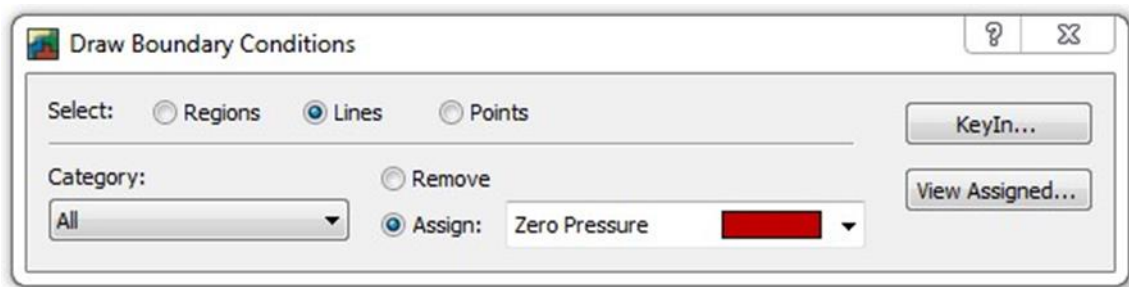 Draw Boundary Conditions
Select: Regions Lines Points
KeyIn...
Category: Remove
View Assigned...
All Assign: Zero Pressure